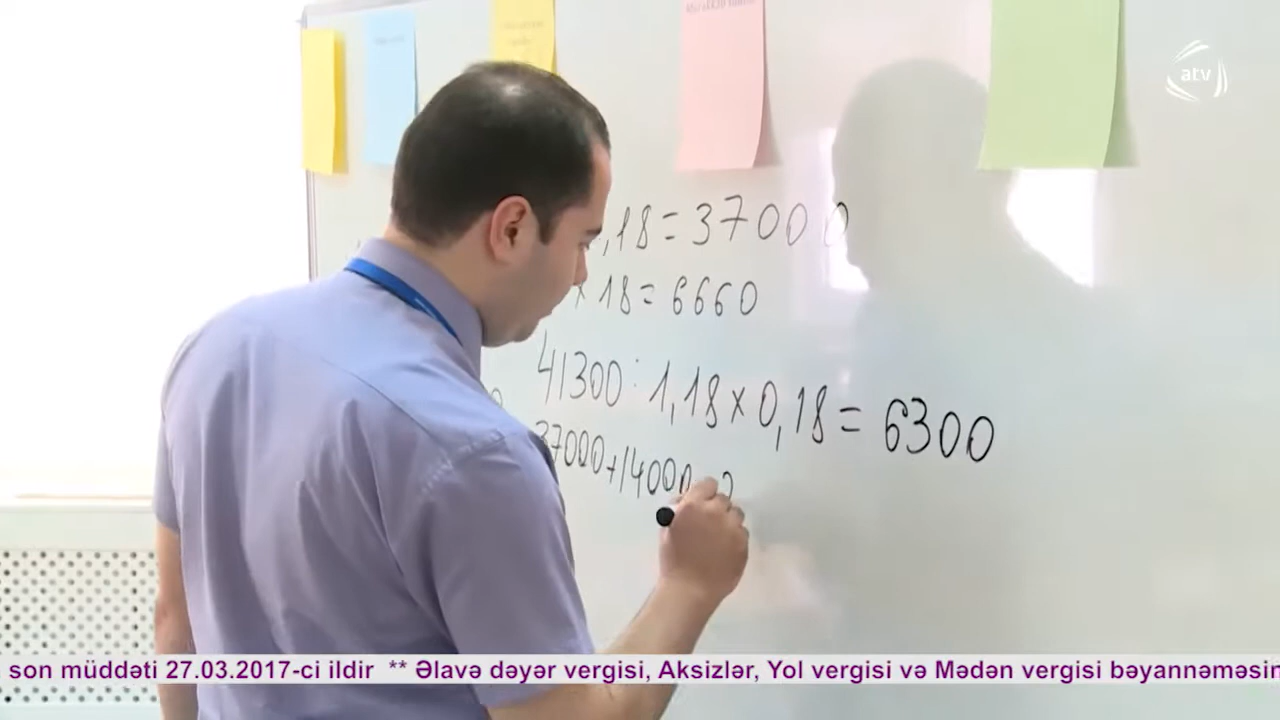 atv
,18=37000
×18=6660
41300:1,18×0,18=6300
37000+14000
son müddəti 27.03.2017-ci ildir ** Əlavə dəyər vergisi, Aksizlər, Yol vergisi və Mədən vergisi bəyannaməsin